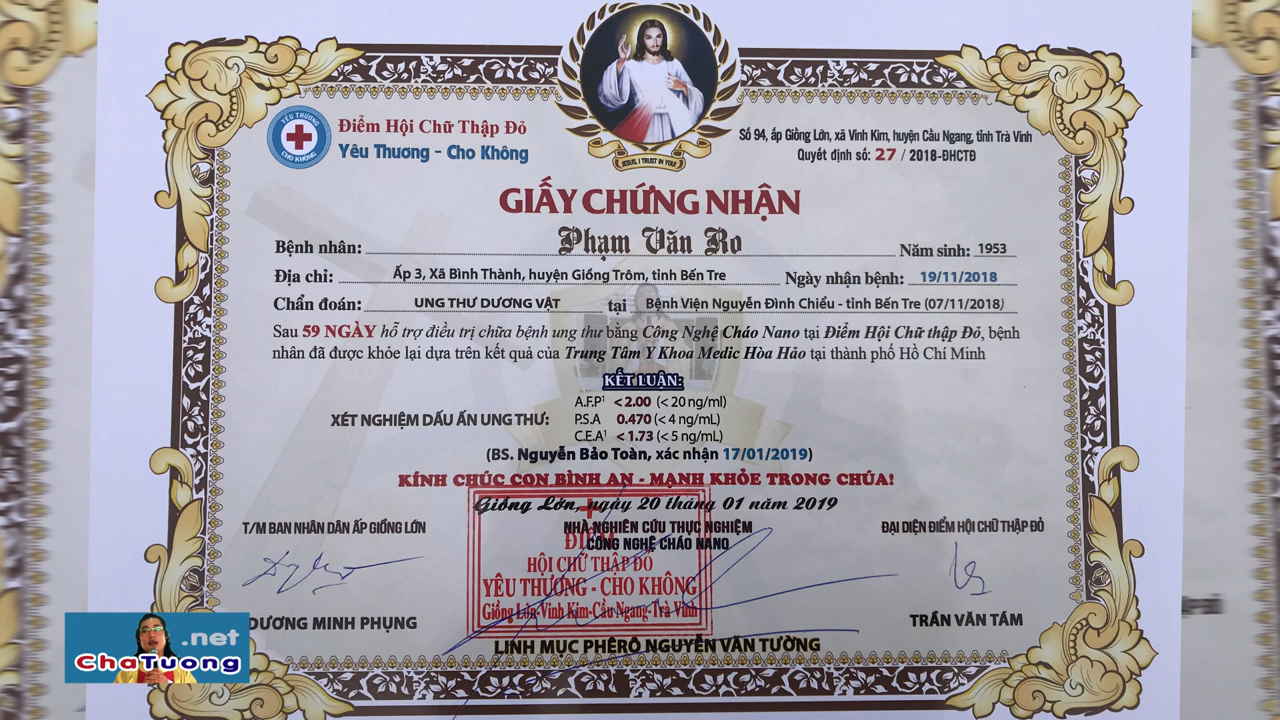 JESUS, I TRUST IN YOU!
YÊU THƯƠNG
CHO KHÔNG
Điểm Hội Chữ Thập Đỏ
Yêu Thương - Cho Không
Số 94, ấp Giồng Lớn, xã Vinh Kim, huyện Cầu Ngang, tỉnh Trà Vinh
Quyết định số: 27 / 2018-ĐHCTĐ
GIẤY CHỨNG NHẬN
Bệnh nhân: Phạm Văn Ro Năm sinh: 1953
Địa chỉ: Ấp 3, Xã Bình Thành, huyện Giồng Trôm, tỉnh Bến Tre Ngày nhận bệnh: 19/11/2018
Chẩn đoán: UNG THƯ DƯƠNG VẬT tại Bệnh Viện Nguyễn Đình Chiểu - tỉnh Bến Tre (07/11/2018)
Sau 59 NGÀY hỗ trợ điều trị chữa bệnh ung thư bằng Công Nghệ Cháo Nano tại Điểm Hội Chữ thập Đỏ, bệnh
nhân đã được khỏe lại dựa trên kết quả của Trung Tâm Y Khoa Medic Hòa Hảo tại thành phố Hồ Chí Minh
KẾT LUẬN:
XÉT NGHIỆM DẤU ẤN UNG THƯ:
A.F.P¹ < 2.00 (< 20 ng/ml)
P.S.A 0.470 (< 4 ng/mL)
C.E.A¹ < 1.73 (< 5 ng/mL)
(BS. Nguyễn Bảo Toàn, xác nhận 17/01/2019)
KÍNH CHÚC CON BÌNH AN - MẠNH KHỎE TRONG CHÚA!
Giồng Lớn, ngày 20 tháng 01 năm 2019
T/M BAN NHÂN DÂN ẤP GIỒNG LỚN
NHÀ NGHIÊN CỨU THỰC NGHIỆM
CÔNG NGHỆ CHÁO NANO
ĐẠI DIỆN ĐIỂM HỘI CHỮ THẬP ĐỎ
ĐIỂM
HỘI CHỮ THẬP ĐỎ
YÊU THƯƠNG - CHO KHÔNG
Giồng Lớn-Vinh Kim-Cầu Ngang-Trà Vinh
DƯƠNG MINH PHỤNG
LINH MỤC PHÊRÔ NGUYỄN VĂN TƯỜNG
TRẦN VĂN TÁM
.net
ChaTuong